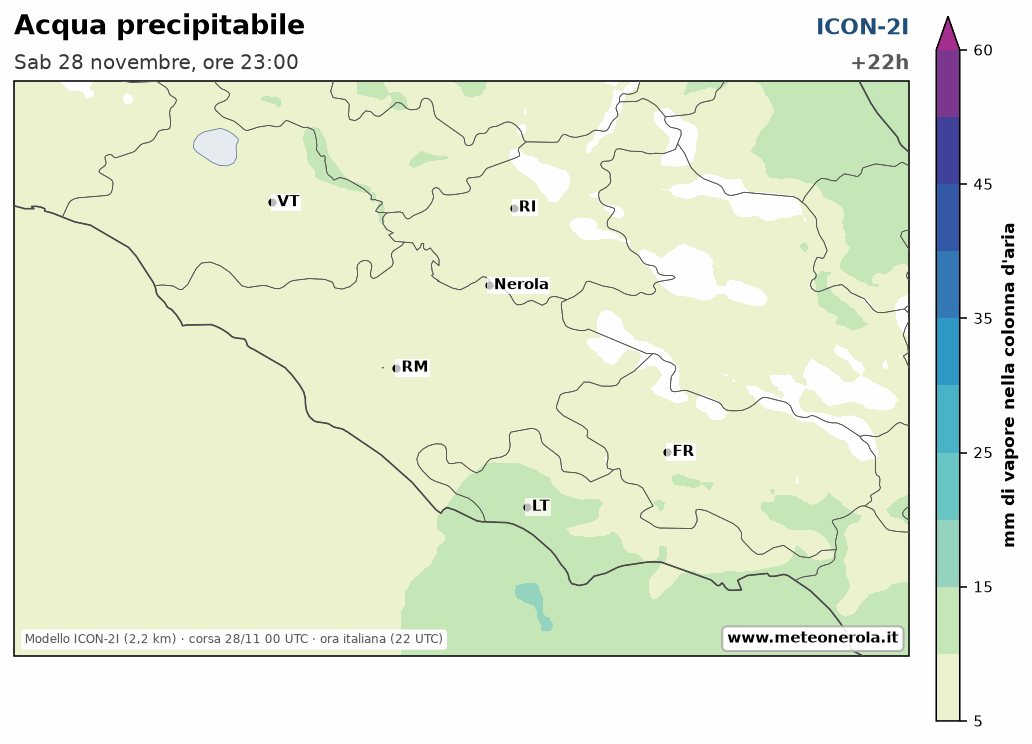 Acqua precipitabile
ICON-2I
Sab 28 novembre, ore 23:00
+22h
VT
RI
Nerola
RM
FR
LT
Modello ICON-2I (2,2 km) · corsa 28/11 00 UTC · ora italiana (22 UTC)
www.meteonerola.it
60
45
35
25
15
5
mm di vapore nella colonna d'aria